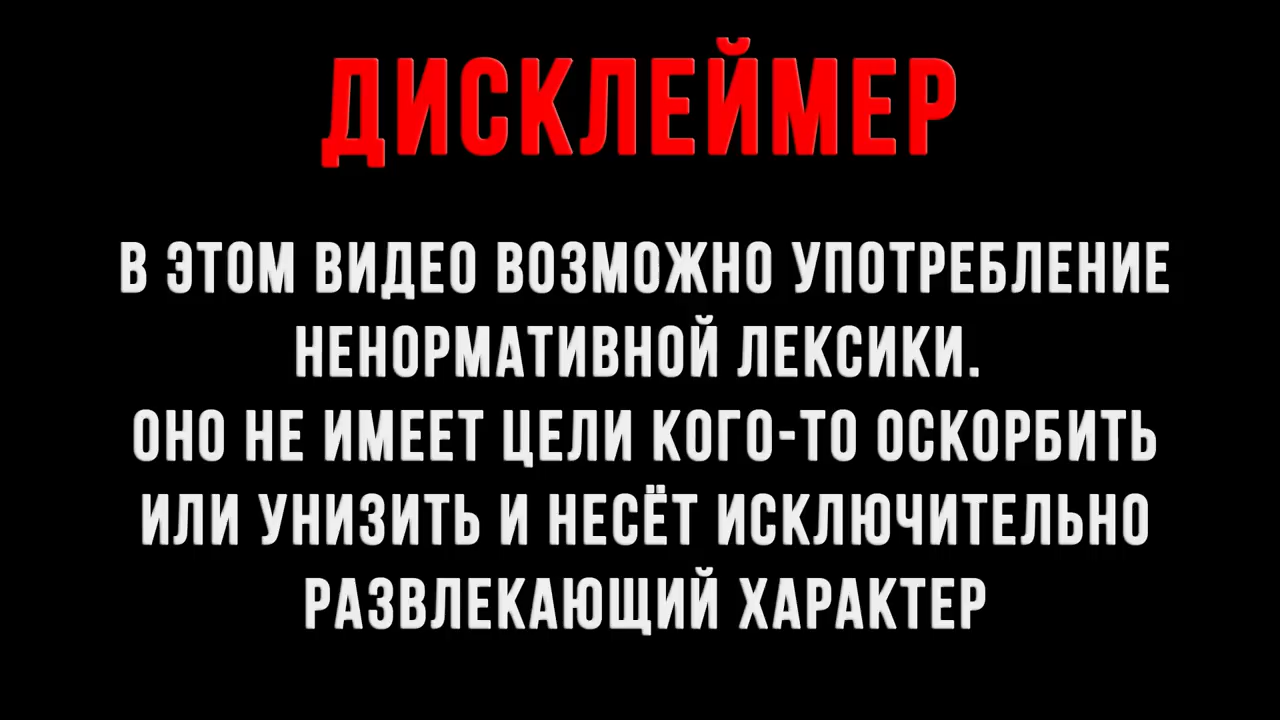 ДИСКЛЕЙМЕР
В ЭТОМ ВИДЕО ВОЗМОЖНО УПОТРЕБЛЕНИЕ
НЕНОРМАТИВНОЙ ЛЕКСИКИ.
ОНО НЕ ИМЕЕТ ЦЕЛИ КОГО-ТО ОСКОРБИТЬ
ИЛИ УНИЗИТЬ И НЕСЁТ ИСКЛЮЧИТЕЛЬНО
РАЗВЛЕКАЮЩИЙ ХАРАКТЕР